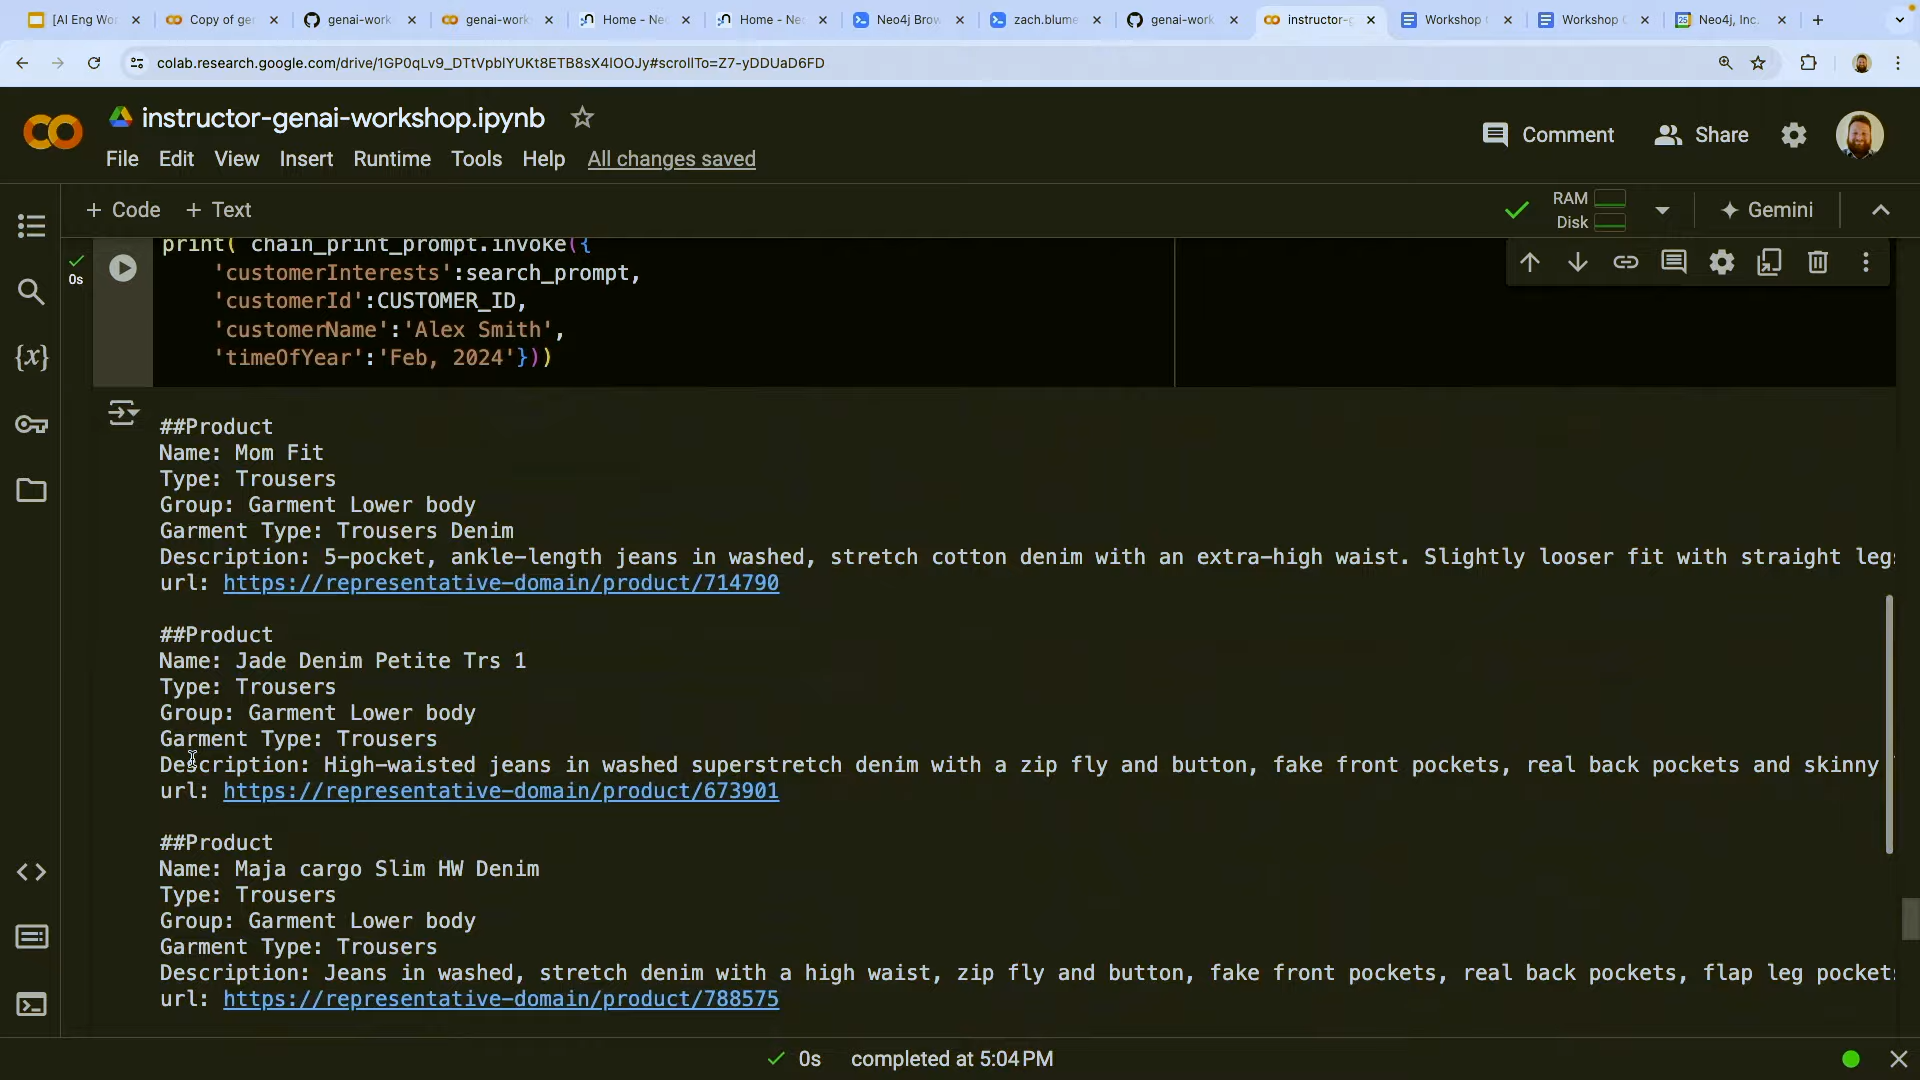 [AI Eng Wo
Copy of ge
genai-work
genai-work
Home - Ne
Home - Ne
Neo4j Brow
zach.blume
genai-work
instructor-g
Workshop
Workshop
Neo4j, Inc.
colab.research.google.com/drive/1GP0qLv9_DTtVpblYUKt8ETB8sX4lOOJy#scrollTo=Z7-yDDUaD6FD
instructor-genai-workshop.ipynb
Comment
Share
File Edit View Insert Runtime Tools Help All changes saved
+ Code + Text
RAM
Disk
Gemini
0s
print( chain_print_prompt.invoke({
'customerInterests':search_prompt,
'customerId':CUSTOMER_ID,
'customerName':'Alex Smith',
'timeOfYear':'Feb, 2024'}))
##Product
Name: Mom Fit
Type: Trousers
Group: Garment Lower body
Garment Type: Trousers Denim
Description: 5-pocket, ankle-length jeans in washed, stretch cotton denim with an extra-high waist. Slightly looser fit with straight leg
url: https://representative-domain/product/714790
##Product
Name: Jade Denim Petite Trs 1
Type: Trousers
Group: Garment Lower body
Garment Type: Trousers
Description: High-waisted jeans in washed superstretch denim with a zip fly and button, fake front pockets, real back pockets and skinny
url: https://representative-domain/product/673901
##Product
Name: Maja cargo Slim HW Denim
Type: Trousers
Group: Garment Lower body
Garment Type: Trousers
Description: Jeans in washed, stretch denim with a high waist, zip fly and button, fake front pockets, real back pockets, flap leg pocket
url: https://representative-domain/product/788575
0s completed at 5:04 PM